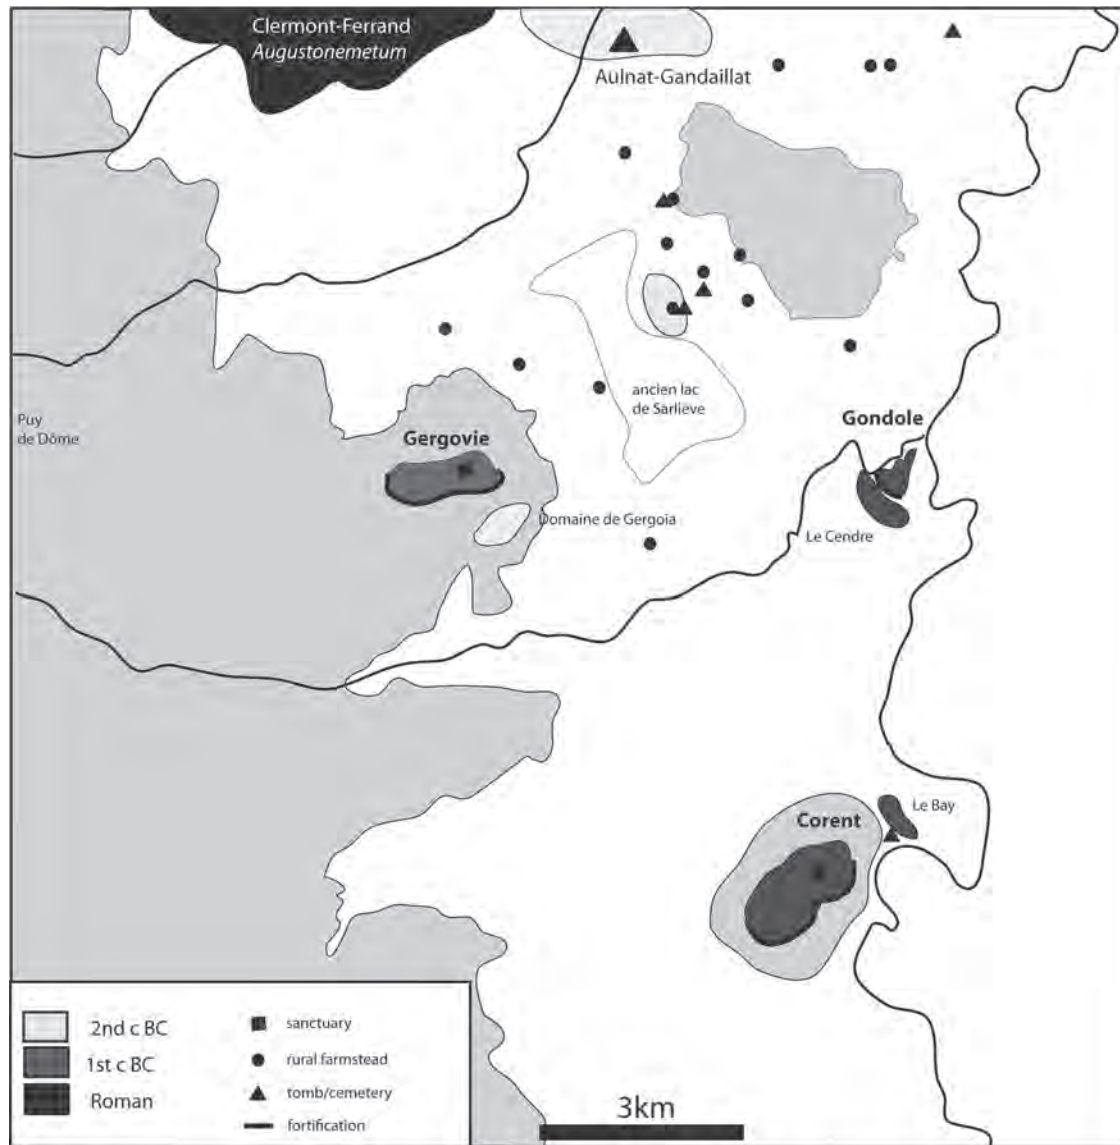 Clermont-Ferrand
Augustonemetum
Aulnat-Gandaillat
Puy
de Dôme
Gergovie
ancien lac
de Sarlieve
Gondole
Domaine de Gergoia
Le Cendre
Le Bay
Corent
2nd c BC
1st c BC
Roman
sanctuary
rural farmstead
tomb/cemetery
fortification
3km